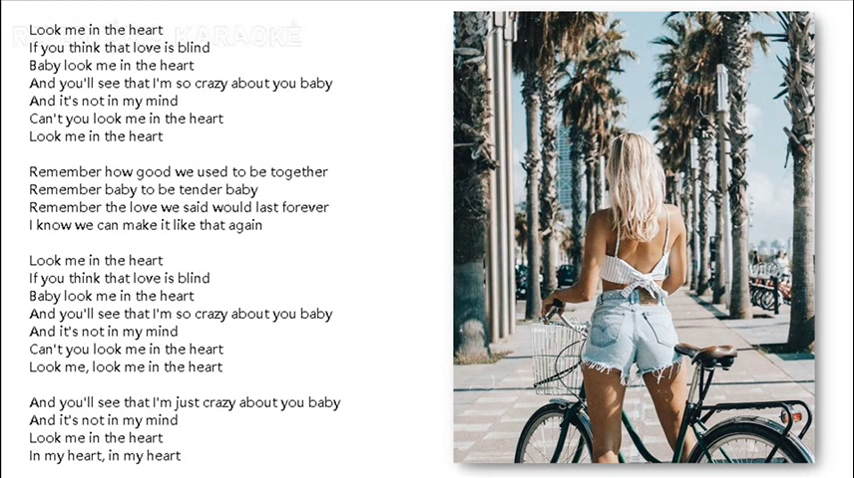 Look me in the heart
If you think that love is blind
Baby look me in the heart
And you'll see that I'm so crazy about you baby
And it's not in my mind
Can't you look me in the heart
Look me in the heart

Remember how good we used to be together
Remember baby to be tender baby
Remember the love we said would last forever
I know we can make it like that again

Look me in the heart
If you think that love is blind
Baby look me in the heart
And you'll see that I'm so crazy about you baby
And it's not in my mind
Can't you look me in the heart
Look me, look me in the heart

And you'll see that I'm just crazy about you baby
And it's not in my mind
Look me in the heart
In my heart, in my heart